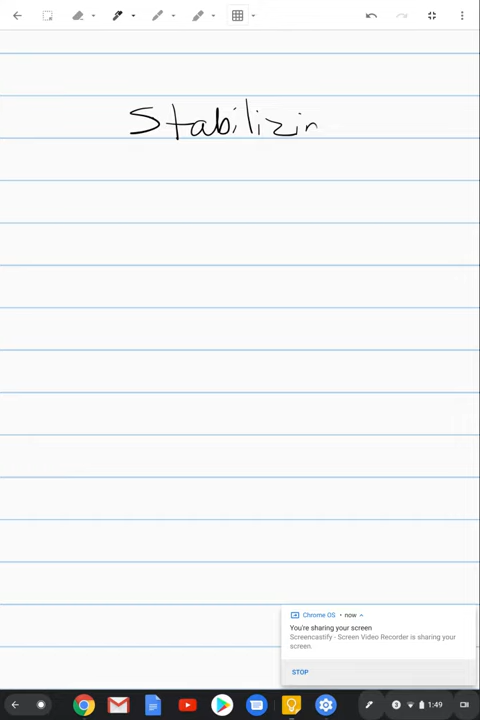 Stabilizin
Chrome OS • now
You're sharing your screen
Screencastify - Screen Video Recorder is sharing your
screen.
STOP
3 1:49